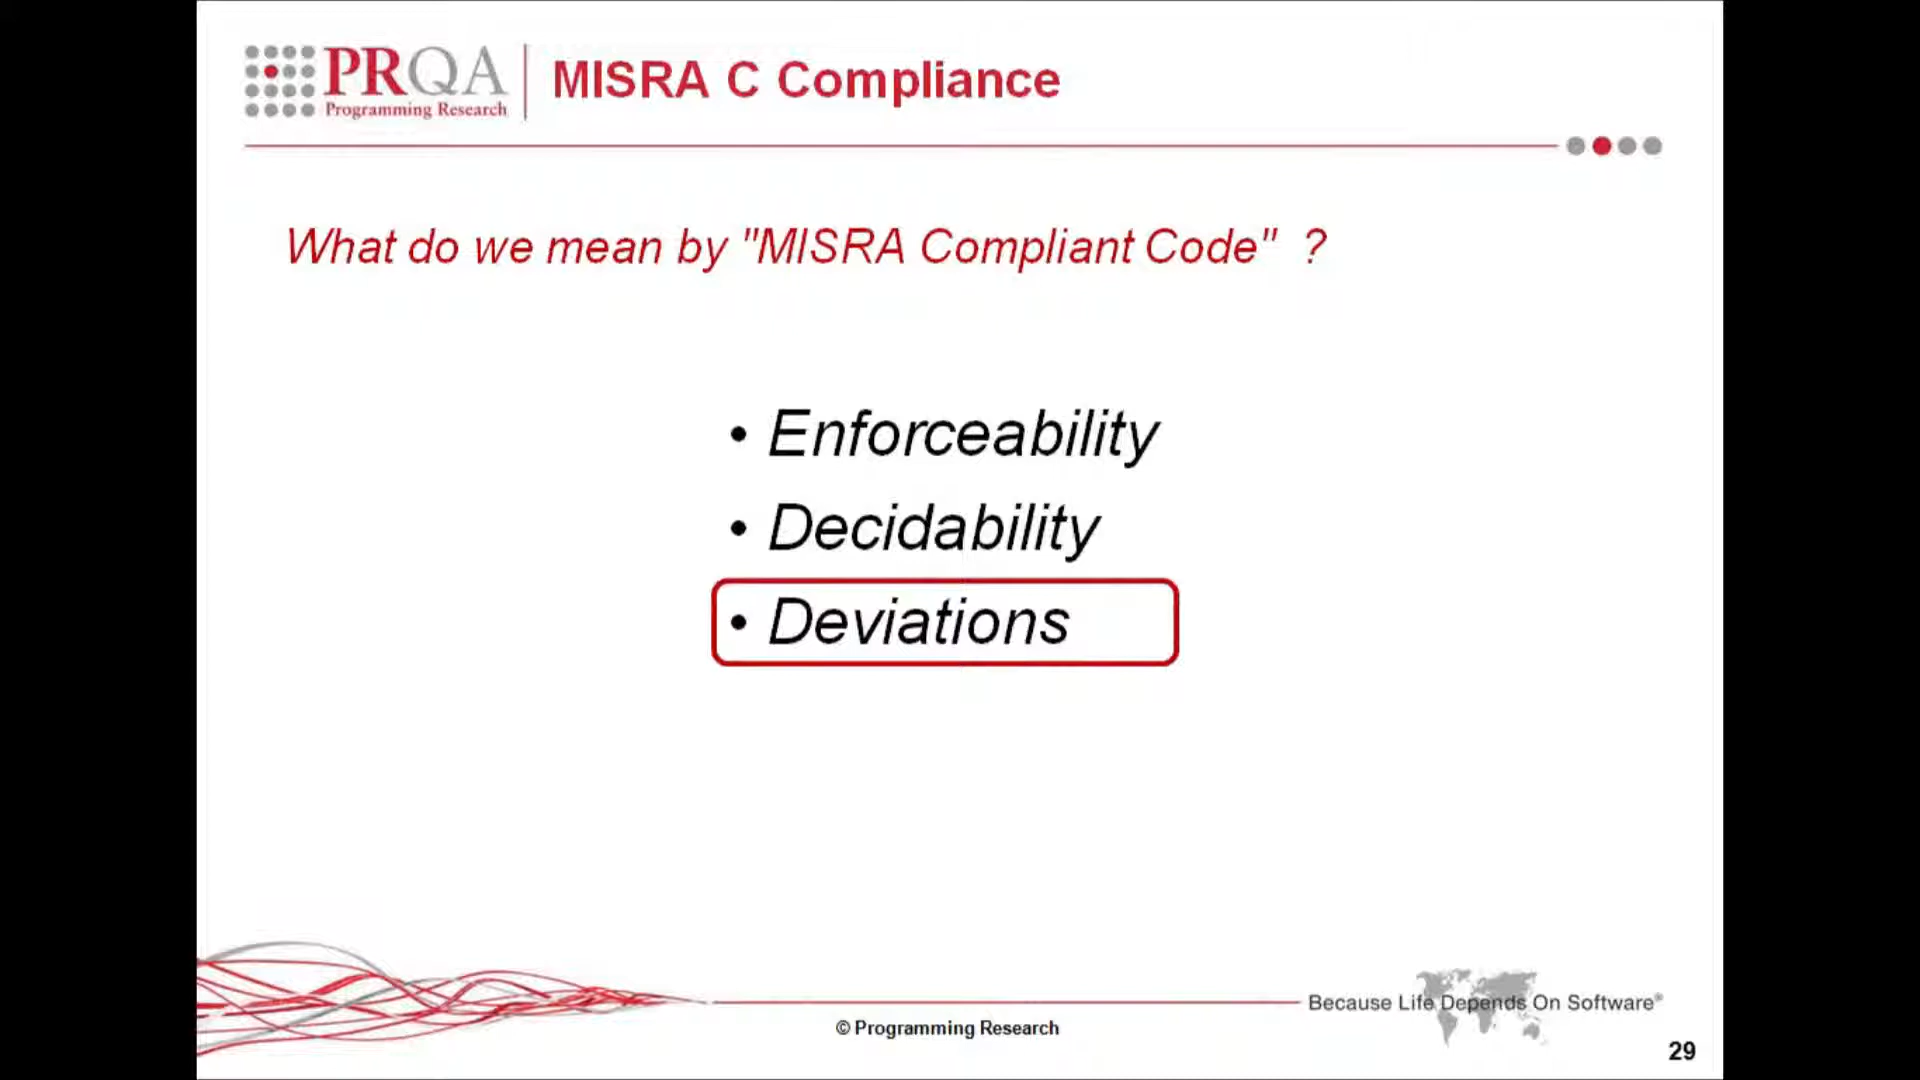 PRQA
Programming Research
MISRA C Compliance
What do we mean by "MISRA Compliant Code" ?
• Enforceability
• Decidability
• Deviations
Because Life Depends On Software®
© Programming Research
29